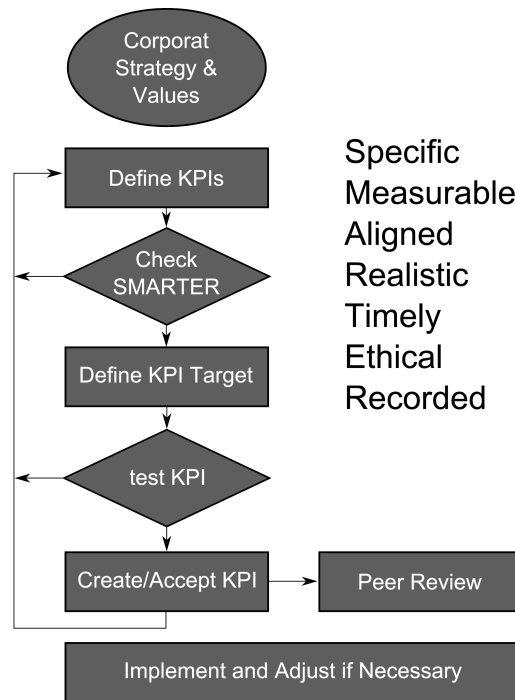 Corporat
Strategy &
Values
Define KPIs
Check
SMARTER
Define KPI Target
test KPI
Create/Accept KPI
Peer Review
Implement and Adjust if Necessary
Specific
Measurable
Aligned
Realistic
Timely
Ethical
Recorded